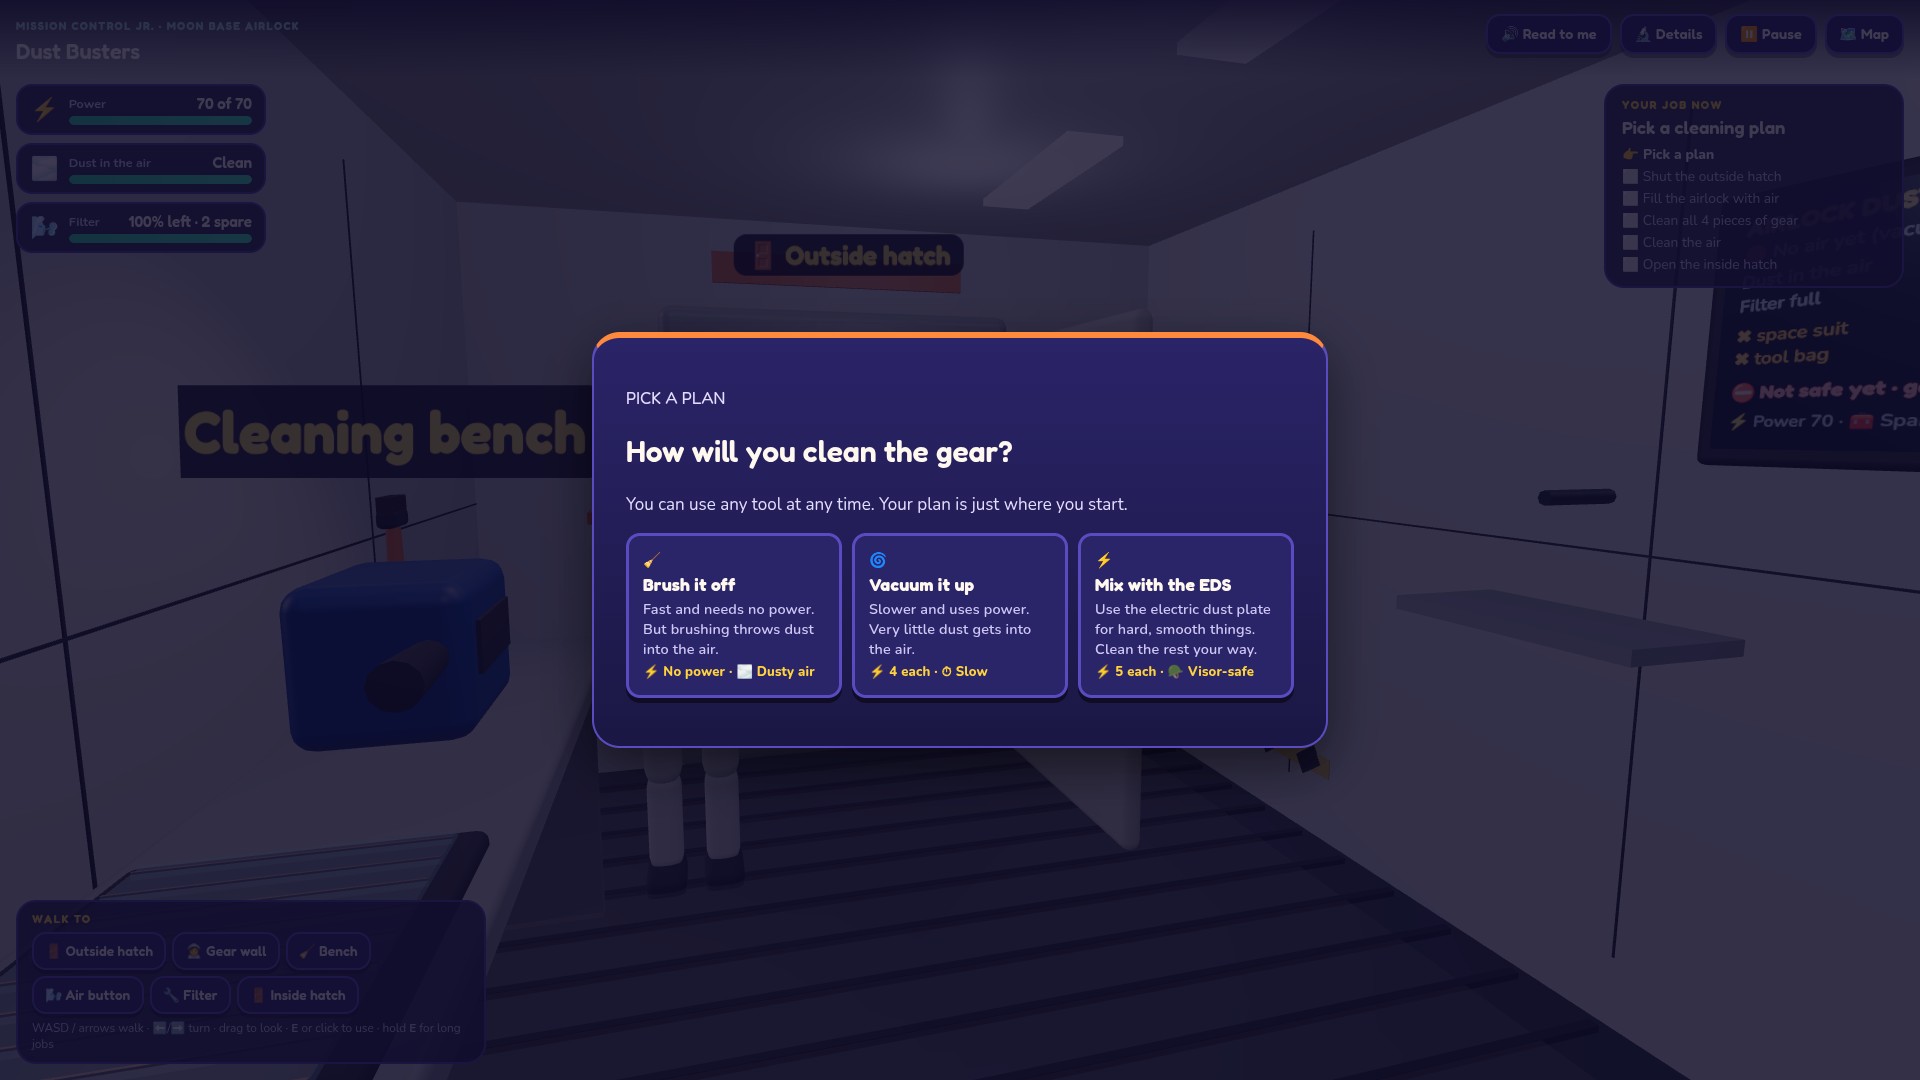 MISSION CONTROL JR. · MOON BASE AIRLOCK
Dust Busters
Read to me
Details
Pause
Map
Power 70 of 70
Dust in the air Clean
Filter 100% left · 2 spare
YOUR JOB NOW
Pick a cleaning plan
Pick a plan
Shut the outside hatch
Fill the airlock with air
Clean all 4 pieces of gear
Clean the air
Open the inside hatch
Outside hatch
Cleaning bench
Filter full
✖ space suit
✖ tool bag
Not safe yet ·
Power 70 ·
PICK A PLAN
How will you clean the gear?
You can use any tool at any time. Your plan is just where you start.
Brush it off
Fast and needs no power.
But brushing throws dust
into the air.
⚡ No power · Dusty air
Vacuum it up
Slower and uses power.
Very little dust gets into
the air.
⚡ 4 each · ⏱ Slow
Mix with the EDS
Use the electric dust plate
for hard, smooth things.
Clean the rest your way.
⚡ 5 each · Visor-safe
WALK TO
Outside hatch
Gear wall
Bench
Air button
Filter
Inside hatch
WASD / arrows walk · ⬅/➡ turn · drag to look · E or click to use · hold E for long
jobs